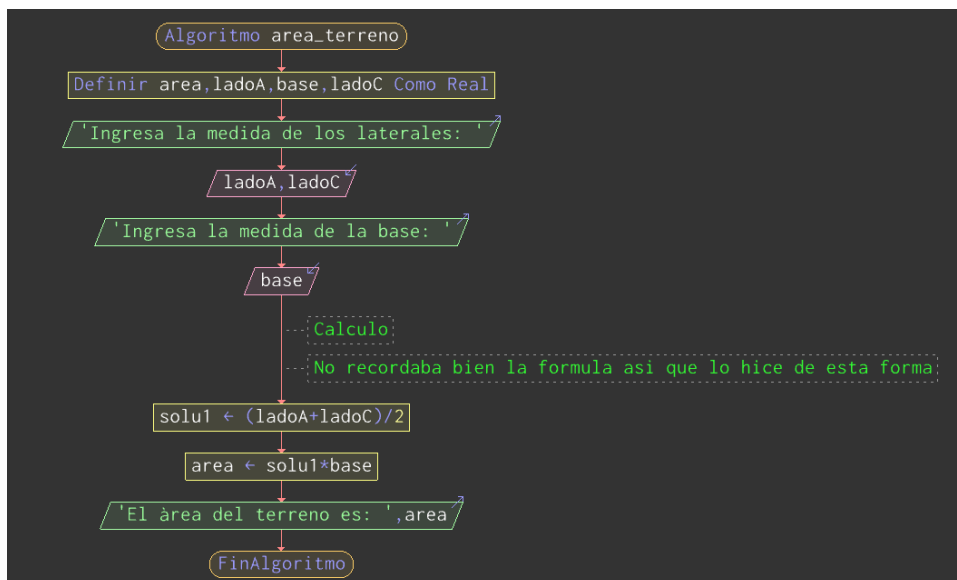 Algoritmo area_terreno
Definir area,ladoA,base,ladoC Como Real
'Ingresa la medida de los laterales: '
ladoA,ladoC
'Ingresa la medida de la base: '
base
Calculo
No recordaba bien la formula asi que lo hice de esta forma
solu1 ← (ladoA+ladoC)/2
area ← solu1*base
'El àrea del terreno es: ',area
FinAlgoritmo